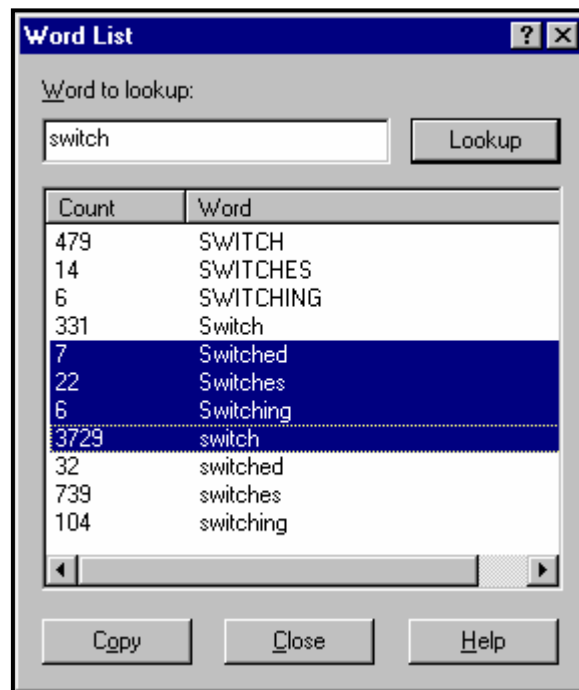 Word List
Word to lookup:
switch Lookup
Count Word
479 SWITCH
14 SWITCHES
6 SWITCHING
331 Switch
7 Switched
22 Switches
6 Switching
3729 switch
32 switched
739 switches
104 switching
Copy Close Help